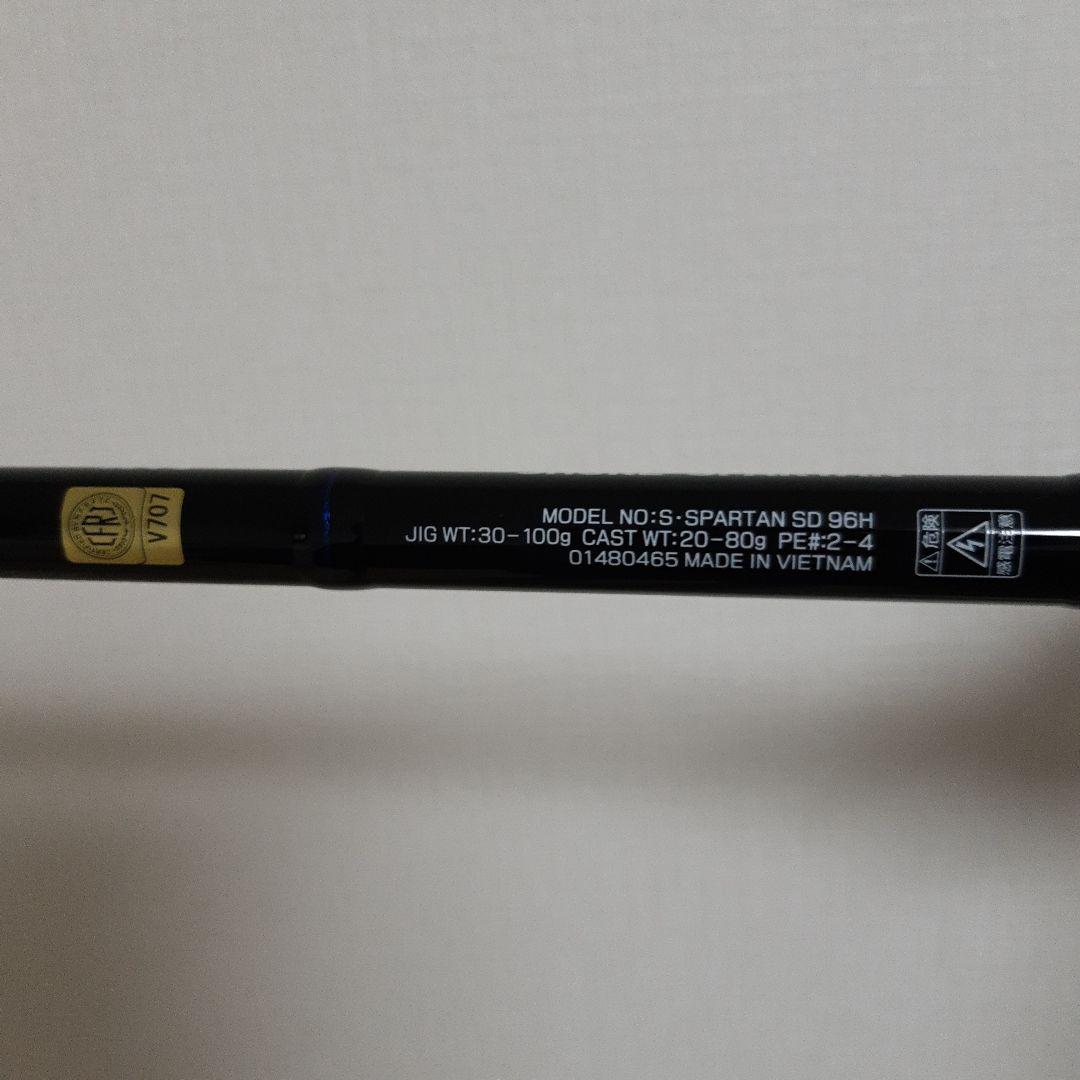 CFRJ
V707
MODEL NO:S·SPARTAN SD 96H
JIG WT:30-100g CAST WT:20-80g PE#:2-4
01480465 MADE IN VIETNAM
危険
感電注意